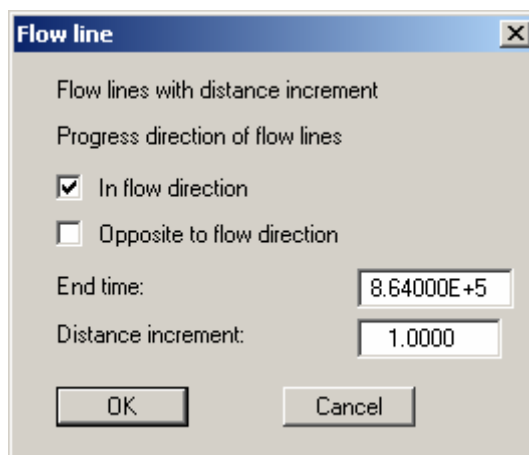 Flow line
Flow lines with distance increment
Progress direction of flow lines
In flow direction
Opposite to flow direction
End time: 8.64000E+5
Distance increment: 1.0000
OK Cancel